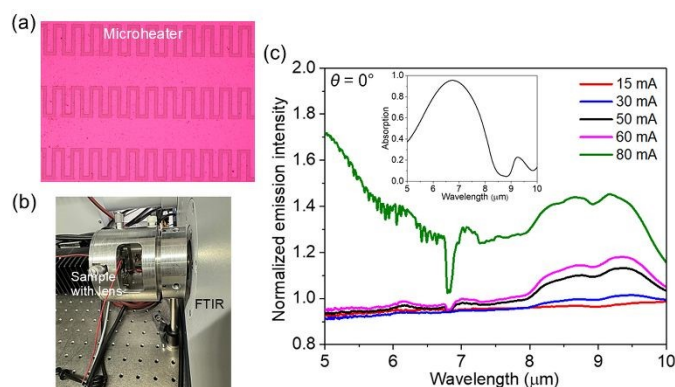 (a)
Microheater
(b)
Sample
with lens
FTIR
(c)
θ = 0°
Normalized emission intensity
2.0
1.8
1.6
1.4
1.2
1.0
0.8
5 6 7 8 9 10
Wavelength (μm)
Absorption
1.0
0.8
0.6
0.4
0.2
0.0
5 6 7 8 9 10
Wavelength (μm)
15 mA
30 mA
50 mA
60 mA
80 mA